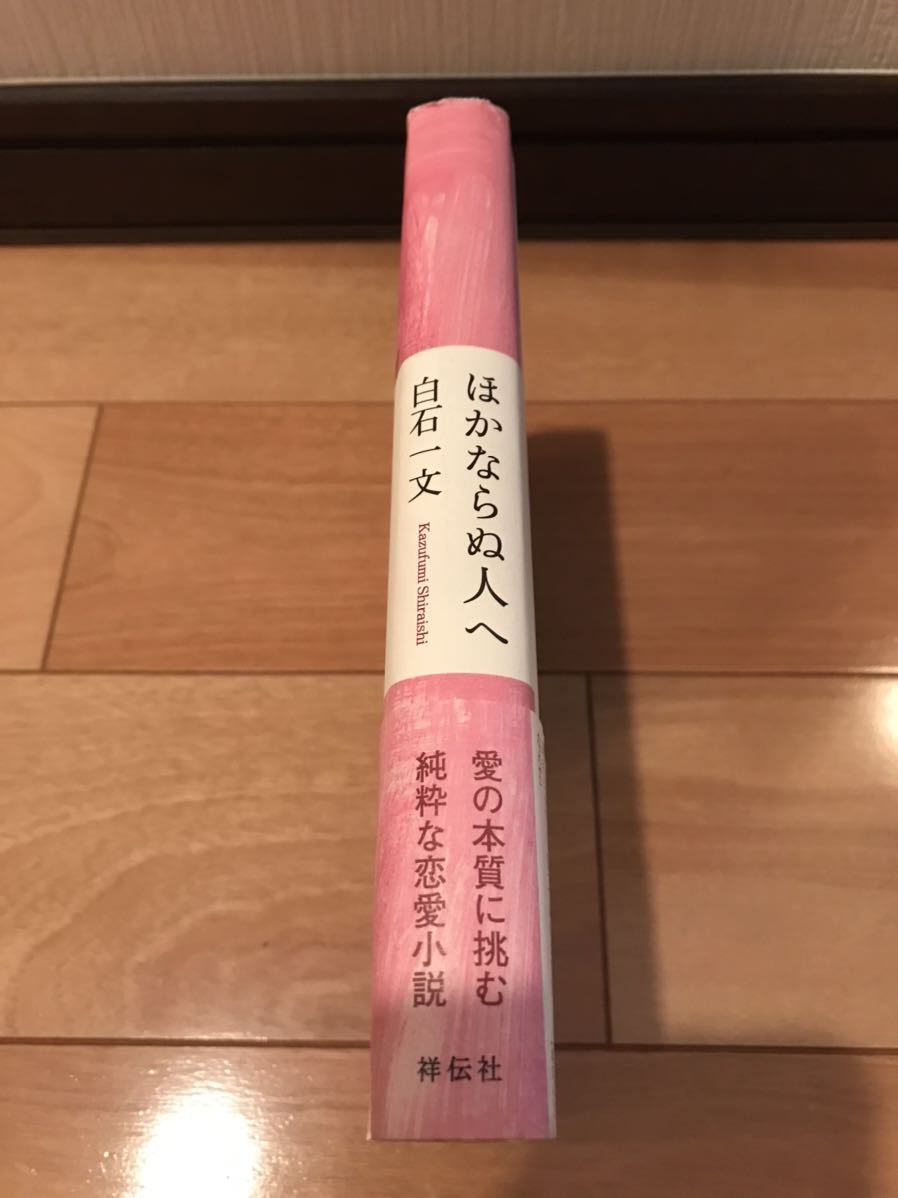 ほかならぬ人へ
白石一文
Kazufumi Shiraishi
愛の本質に挑む
純粋な恋愛小説
祥伝社